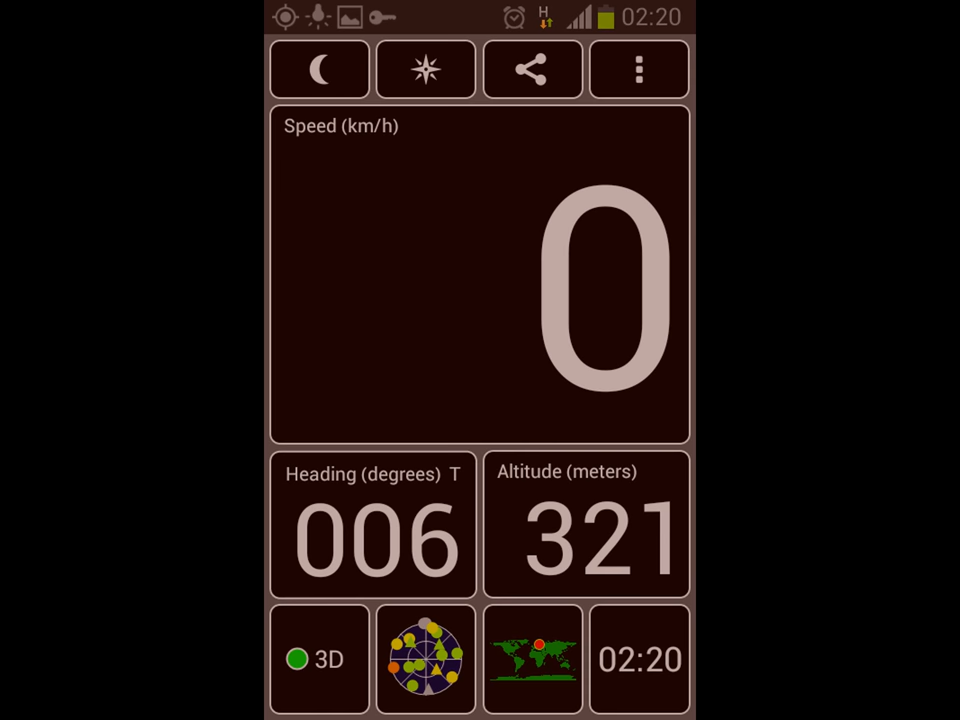 H 02:20
Speed (km/h)
0
Heading (degrees) T
006
Altitude (meters)
321
3D
02:20